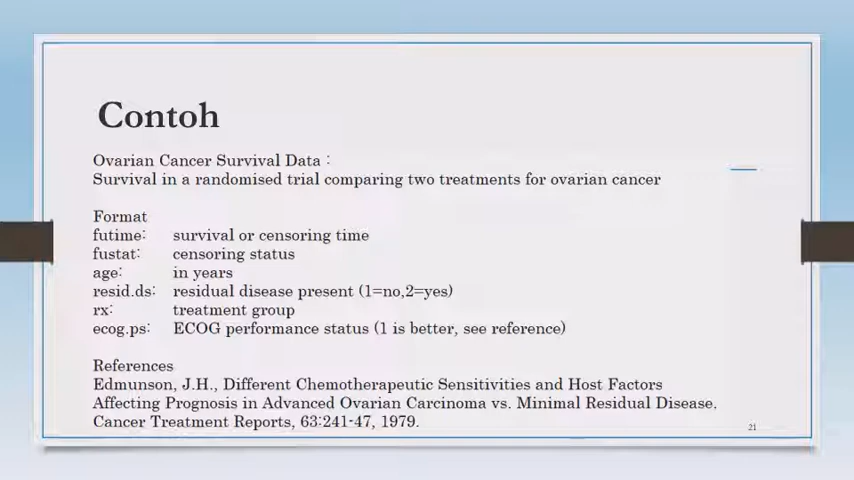 Contoh
Ovarian Cancer Survival Data :
Survival in a randomised trial comparing two treatments for ovarian cancer
Format
futime: survival or censoring time
fustat: censoring status
age: in years
resid.ds: residual disease present (1=no,2=yes)
rx: treatment group
ecog.ps: ECOG performance status (1 is better, see reference)
References
Edmunson, J.H., Different Chemotherapeutic Sensitivities and Host Factors
Affecting Prognosis in Advanced Ovarian Carcinoma vs. Minimal Residual Disease.
Cancer Treatment Reports, 63:241-47, 1979.
21